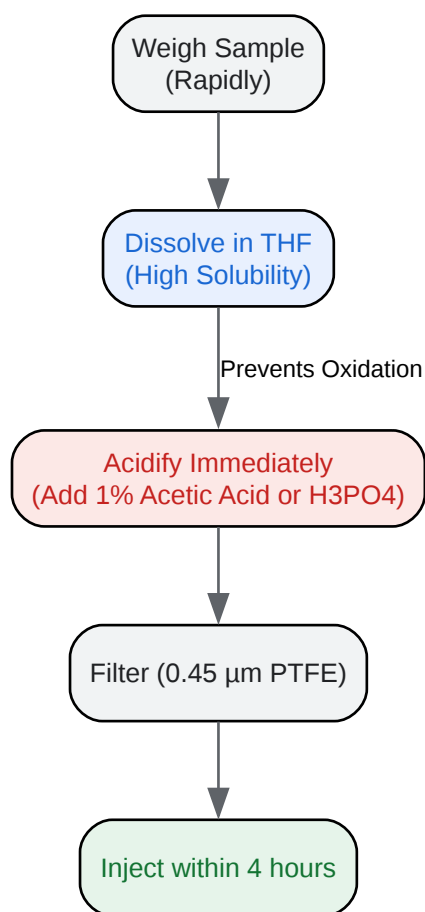 Weigh Sample
(Rapidly)
Dissolve in THF
(High Solubility)
Prevents Oxidation
Acidify Immediately
(Add 1% Acetic Acid or H3PO4)
Filter (0.45 µm PTFE)
Inject within 4 hours